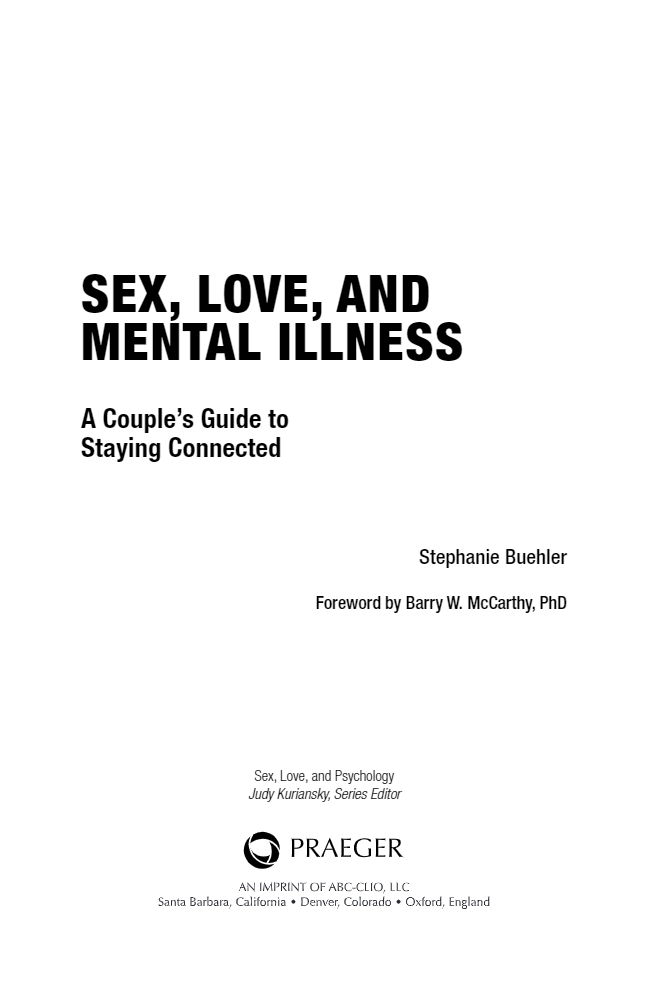 SEX, LOVE, AND
MENTAL ILLNESS
A Couple’s Guide to
Staying Connected
Stephanie Buehler
Foreword by Barry W. McCarthy, PhD
Sex, Love, and Psychology
Judy Kuriansky, Series Editor
PRAEGER
AN IMPRINT OF ABC-CLIO, LLC
Santa Barbara, California • Denver, Colorado • Oxford, England